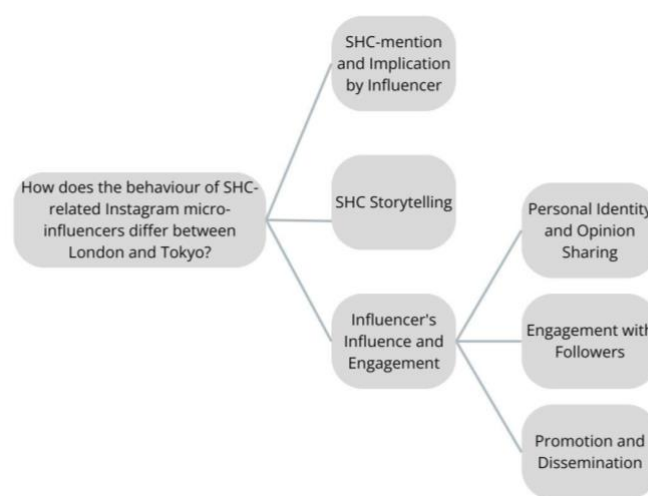 SHC-mention
and Implication
by Influencer
How does the behaviour of SHC-
related Instagram micro-
influencers differ between
London and Tokyo?
SHC Storytelling
Influencer's
Influence and
Engagement
Personal Identity
and Opinion
Sharing
Engagement with
Followers
Promotion and
Dissemination